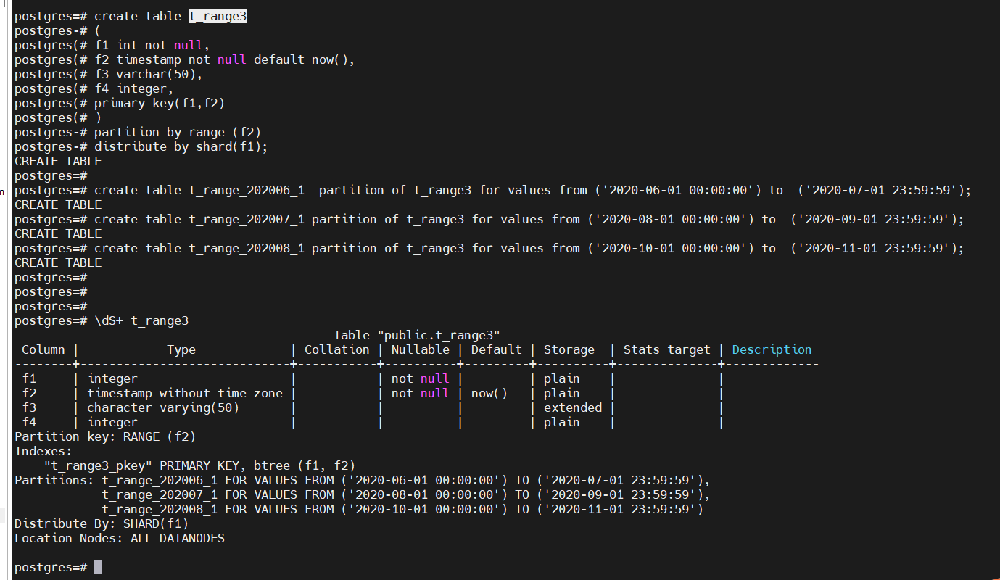 postgres=# create table t_range3
postgres-# (
postgres(# f1 int not null,
postgres(# f2 timestamp not null default now(),
postgres(# f3 varchar(50),
postgres(# f4 integer,
postgres(# primary key(f1,f2)
postgres(# )
postgres-# partition by range (f2)
postgres-# distribute by shard(f1);
CREATE TABLE
postgres=#
postgres=# create table t_range_202006_1  partition of t_range3 for values from ('2020-06-01 00:00:00') to  ('2020-07-01 23:59:59');
CREATE TABLE
postgres=# create table t_range_202007_1 partition of t_range3 for values from ('2020-08-01 00:00:00') to  ('2020-09-01 23:59:59');
CREATE TABLE
postgres=# create table t_range_202008_1 partition of t_range3 for values from ('2020-10-01 00:00:00') to  ('2020-11-01 23:59:59');
CREATE TABLE
postgres=#
postgres=#
postgres=#
postgres=# \dS+ t_range3
                                            Table "public.t_range3"
 Column |            Type             | Collation | Nullable | Default | Storage  | Stats target | Description
--------+-----------------------------+-----------+----------+---------+----------+--------------+-------------
 f1     | integer                     |           | not null |         | plain    |              |
 f2     | timestamp without time zone |           | not null | now()   | plain    |              |
 f3     | character varying(50)       |           |          |         | extended |              |
 f4     | integer                     |           |          |         | plain    |              |
Partition key: RANGE (f2)
Indexes:
    "t_range3_pkey" PRIMARY KEY, btree (f1, f2)
Partitions: t_range_202006_1 FOR VALUES FROM ('2020-06-01 00:00:00') TO ('2020-07-01 23:59:59'),
            t_range_202007_1 FOR VALUES FROM ('2020-08-01 00:00:00') TO ('2020-09-01 23:59:59'),
            t_range_202008_1 FOR VALUES FROM ('2020-10-01 00:00:00') TO ('2020-11-01 23:59:59')
Distribute By: SHARD(f1)
Location Nodes: ALL DATANODES
postgres=#